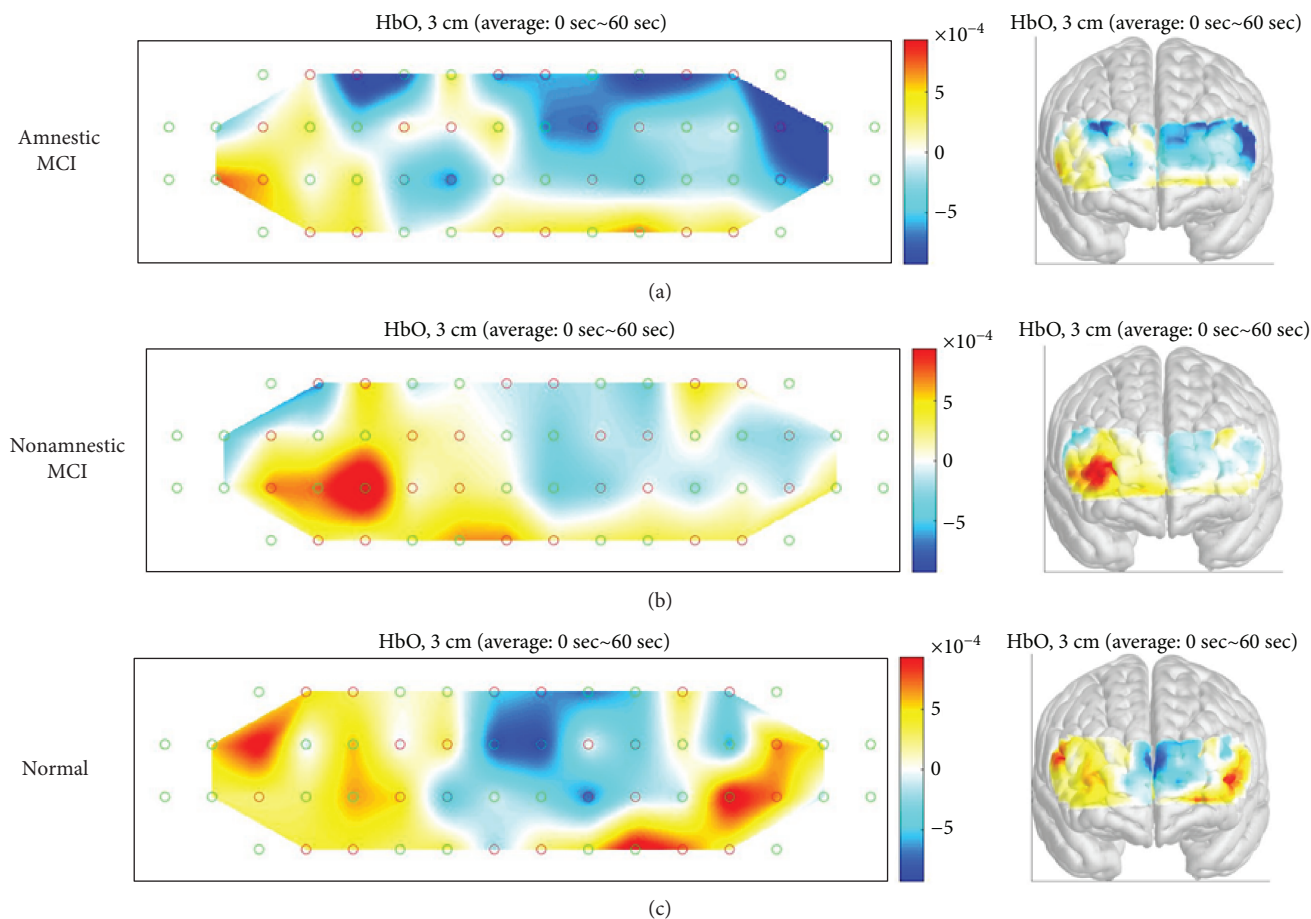 HbO, 3 cm (average: 0 sec~60 sec)
HbO, 3 cm (average: 0 sec~60 sec)
×10⁻⁴
5
0
−5
Amnestic
MCI
(a)
HbO, 3 cm (average: 0 sec~60 sec)
HbO, 3 cm (average: 0 sec~60 sec)
×10⁻⁴
5
0
−5
Nonamnestic
MCI
(b)
HbO, 3 cm (average: 0 sec~60 sec)
HbO, 3 cm (average: 0 sec~60 sec)
×10⁻⁴
5
0
−5
Normal
(c)